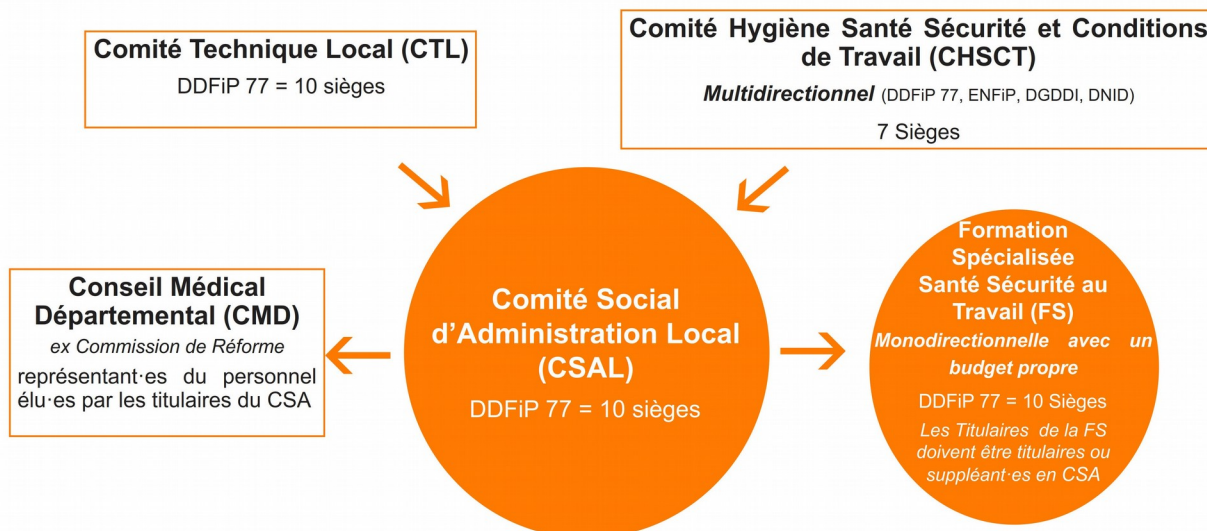 Comité Technique Local (CTL)
DDFiP 77 = 10 sièges
Comité Hygiène Santé Sécurité et Conditions
de Travail (CHSCT)
Multidirectionnel (DDFiP 77, ENFiP, DGDDI, DNID)
7 Sièges
Conseil Médical
Départemental (CMD)
ex Commission de Réforme
représentant·es du personnel
élu·es par les titulaires du CSA
Comité Social
d’Administration Local
(CSAL)
DDFiP 77 = 10 sièges
Formation
Spécialisée
Santé Sécurité au
Travail (FS)
Monodirectionnelle avec un
budget propre
DDFiP 77 = 10 Sièges
Les Titulaires de la FS
doivent être titulaires ou
suppléant·es en CSA